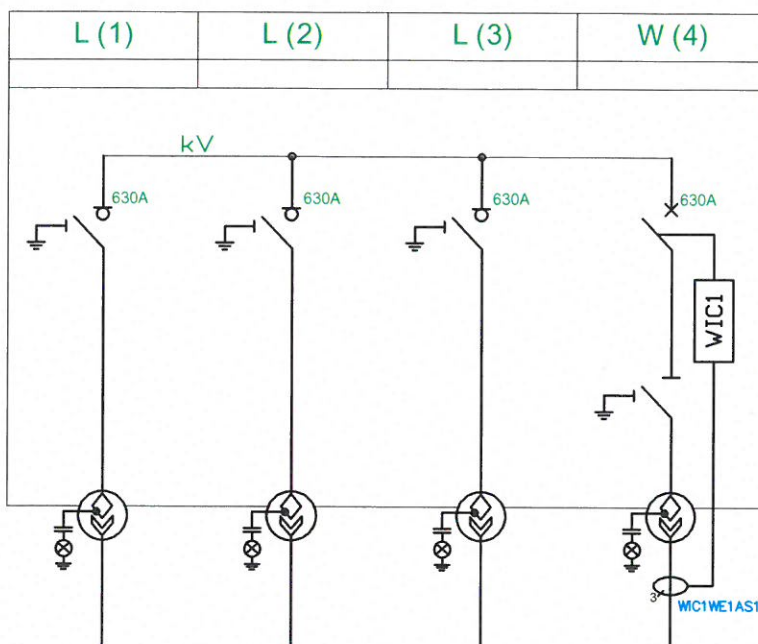 L (1) L (2) L (3) W (4)
kV
630A 630A 630A 630A
WIC1
3
WIC1WE1AS1